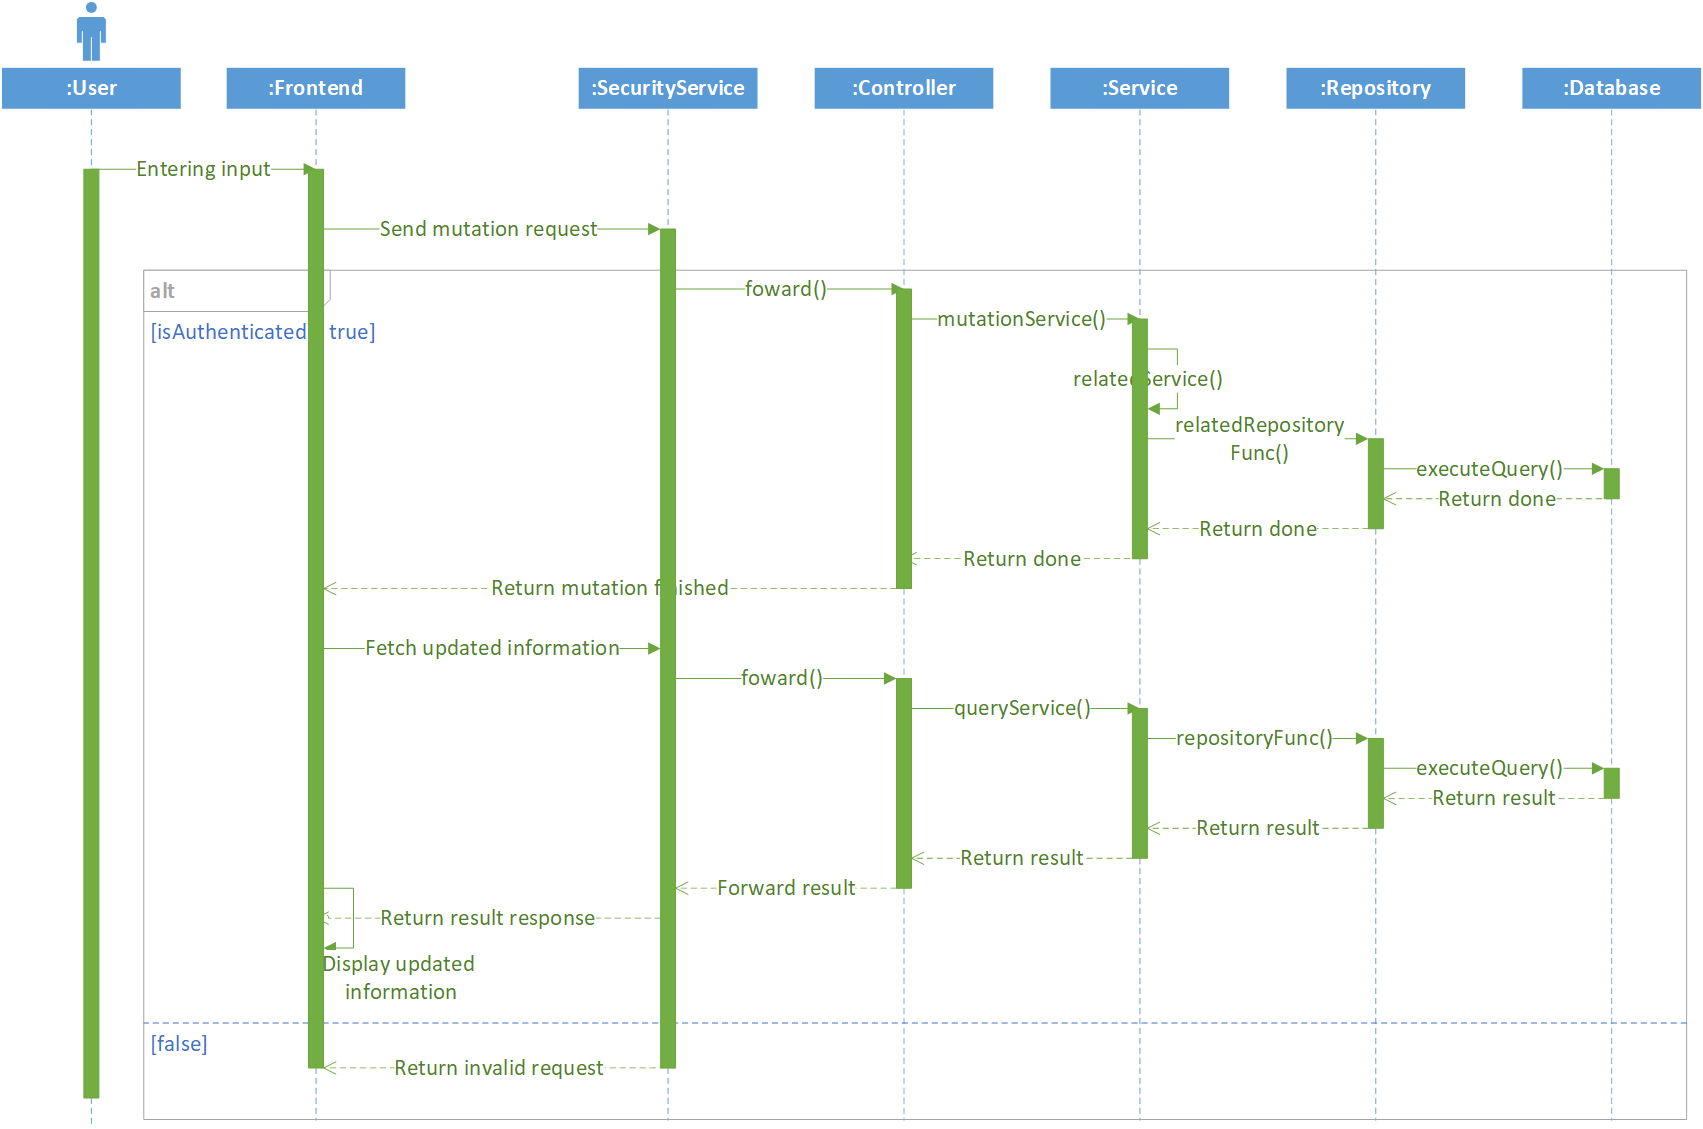 :User
:Frontend
:SecurityService
:Controller
:Service
:Repository
:Database
Entering input
Send mutation request
alt
foward()
[isAuthenticated true]
mutationService()
relatedService()
relatedRepository
Func()
executeQuery()
Return done
Return done
Return done
Return mutation finished
Fetch updated information
foward()
queryService()
repositoryFunc()
executeQuery()
Return result
Return result
Return result
Forward result
Return result response
Display updated
information
[false]
Return invalid request